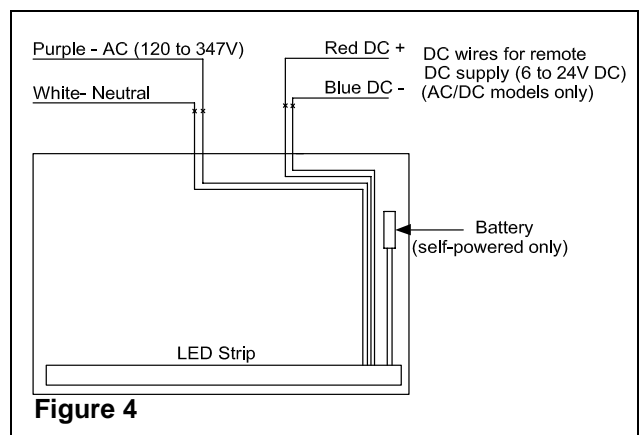 Purple - AC (120 to 347V)
White- Neutral
Red DC +
Blue DC -
DC wires for remote
DC supply (6 to 24V DC)
(AC/DC models only)
Battery
(self-powered only)
LED Strip
Figure 4